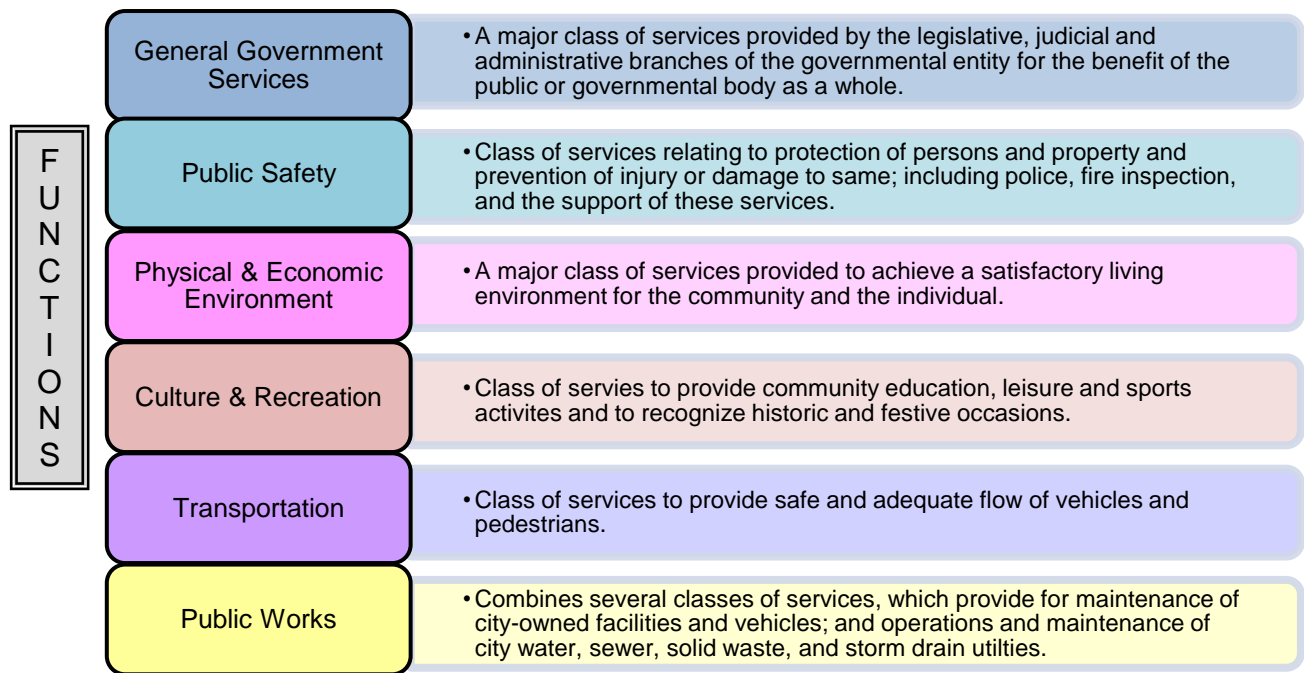 FUNCTIONS
General Government
Services
• A major class of services provided by the legislative, judicial and
administrative branches of the governmental entity for the benefit of the
public or governmental body as a whole.
Public Safety
• Class of services relating to protection of persons and property and
prevention of injury or damage to same; including police, fire inspection,
and the support of these services.
Physical & Economic
Environment
• A major class of services provided to achieve a satisfactory living
environment for the community and the individual.
Culture & Recreation
• Class of servies to provide community education, leisure and sports
activites and to recognize historic and festive occasions.
Transportation
• Class of services to provide safe and adequate flow of vehicles and
pedestrians.
Public Works
• Combines several classes of services, which provide for maintenance of
city-owned facilities and vehicles; and operations and maintenance of
city water, sewer, solid waste, and storm drain utilties.